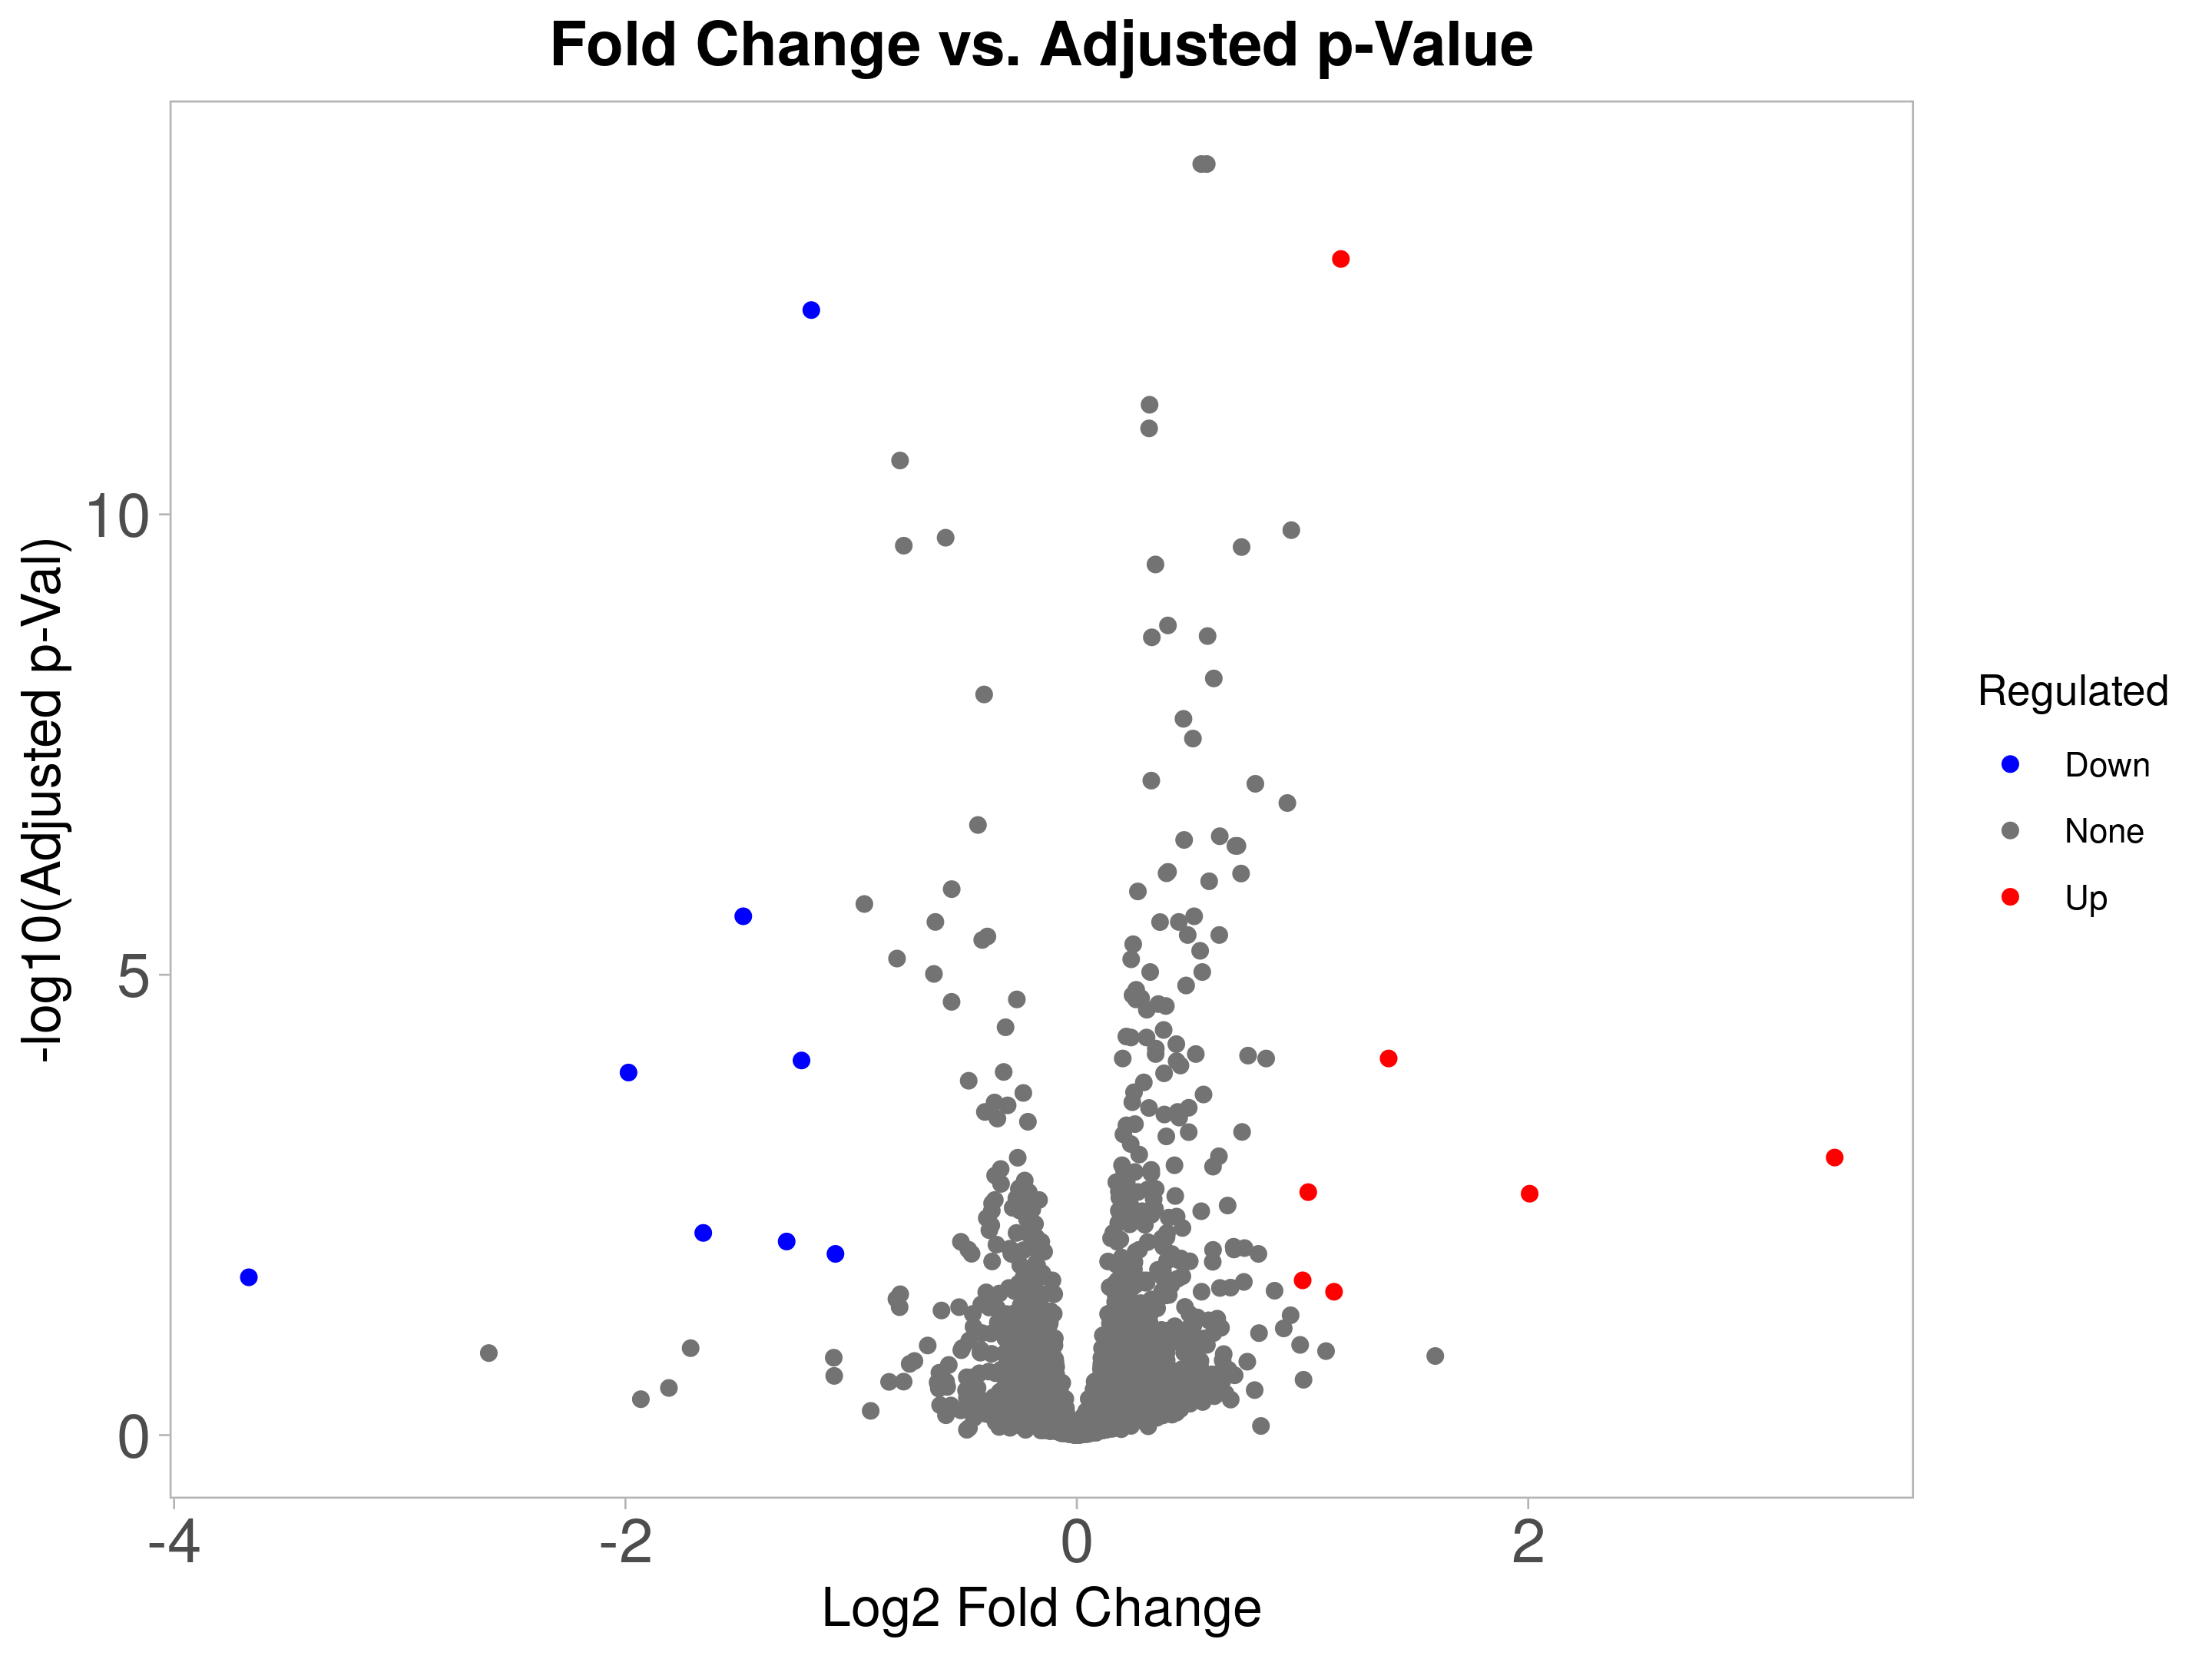 Fold Change vs. Adjusted p-Value
-log10(Adjusted p-Val)
10
5
0
-4
-2
0
2
Log2 Fold Change
Regulated
Down
None
Up